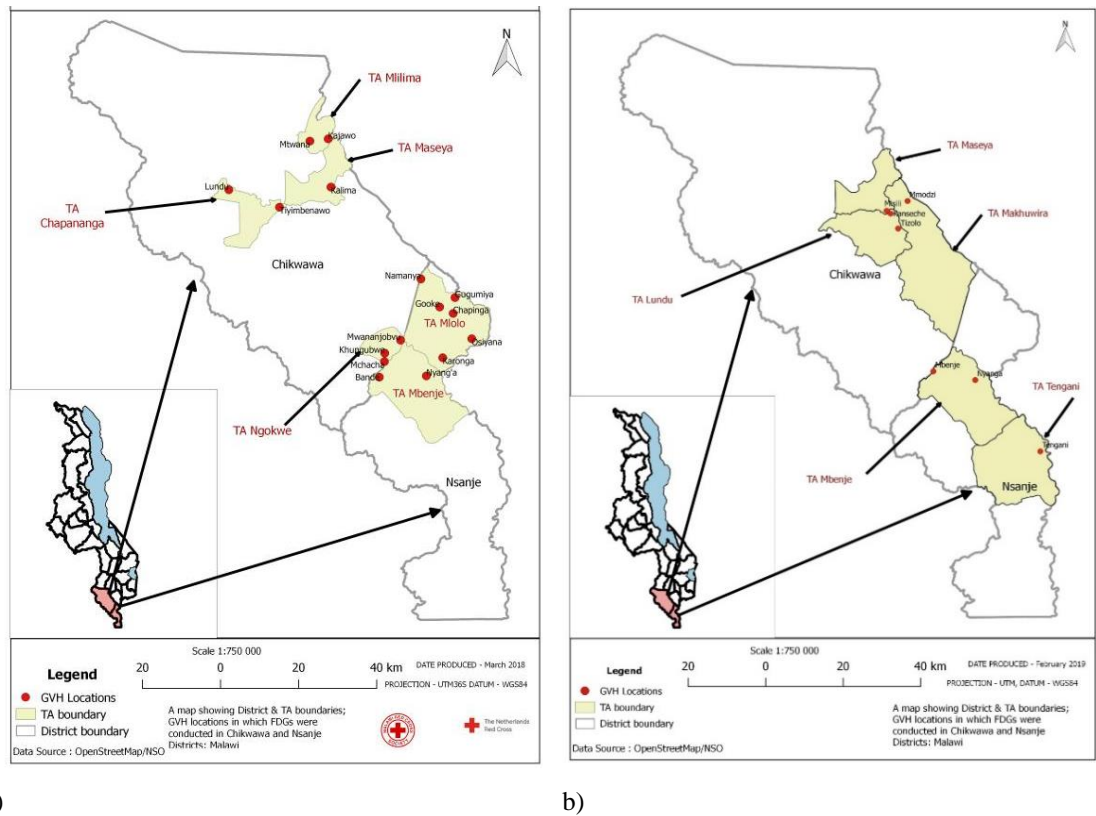 N
TA Mlilima
Kajawo
Mtwana
TA Maseya
Lundu
Kalima
TA
Chapananga
Tiyimbenawo
Chikwawa
Namanya
Gugumiya
Gooke
Chapinga
TA Mlolo
Mwananjobvu
Osiyana
Khungubwe
Karonga
Mchacha
Nyang'a
Bande
TA Mbenje
TA Ngokwe
Nsanje
Scale 1:750 000
20 0 20 40 km
DATE PRODUCED - March 2018
PROJECTION - UTM36S DATUM - WGS84
Legend
GVH Locations
TA boundary
District boundary
Data Source : OpenStreetMap/NSO
A map showing District & TA boundaries;
GVH locations in which FDGs were
conducted in Chikwawa and Nsanje
Districts: Malawi
The Netherlands
Red Cross
N
TA Maseya
Mmodzi
TA Makhuwira
Tizolo
Chikwawa
TA Lundu
Mbenje
Nyanga
TA Tengani
Tengani
TA Mbenje
Nsanje
Scale 1:750 000
20 0 20 40 km
DATE PRODUCED - February 2019
PROJECTION - UTM, DATUM - WGS84
Legend
GVH Locations
TA boundary
District boundary
Data Source : OpenStreetMap/NSO
A map showing District & TA boundaries;
GVH locations in which FDGs were
conducted in Chikwawa and Nsanje
Districts: Malawi
)
b)